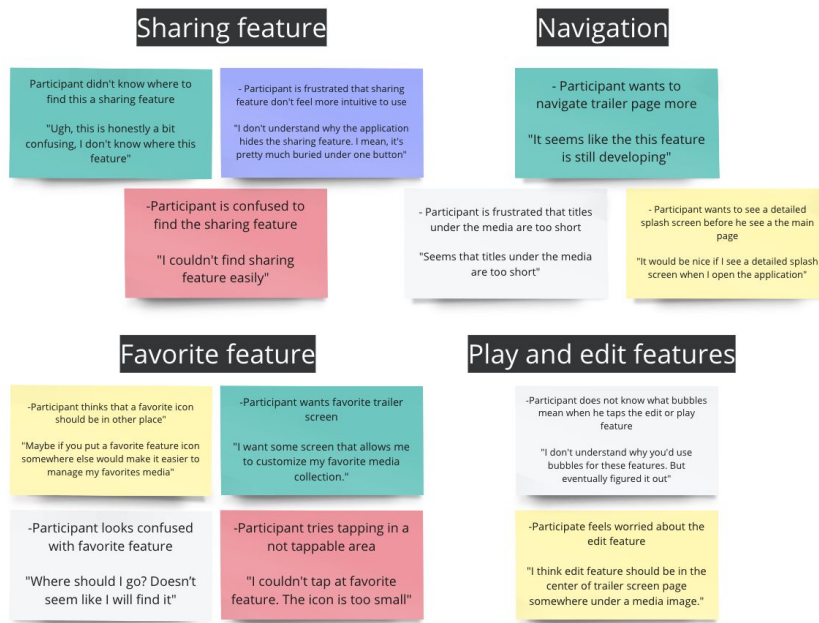 Sharing feature
Participant didn't know where to
find this a sharing feature
"Ugh, this is honestly a bit
confusing, I don't know where this
feature"
- Participant is frustrated that sharing
feature don't feel more intuitive to use
"I don't understand why the application
hides the sharing feature. I mean, it's
pretty much buried under one button"
-Participant is confused to
find the sharing feature
"I couldn't find sharing
feature easily"
Navigation
- Participant wants to
navigate trailer page more
"It seems like the this feature
is still developing"
- Participant is frustrated that titles
under the media are too short
"Seems that titles under the media
are too short"
- Participant wants to see a detailed
splash screen before he see a the main
page
"It would be nice if I see a detailed splash
screen when I open the application"
Favorite feature
-Participant thinks that a favorite icon
should be in other place"
"Maybe if you put a favorite feature icon
somewhere else would make it easier to
manage my favorites media"
-Participant wants favorite trailer
screen
"I want some screen that allows me
to customize my favorite media
collection."
-Participant looks confused
with favorite feature
"Where should I go? Doesn't
seem like I will find it"
-Participant tries tapping in a
not tappable area
"I couldn't tap at favorite
feature. The icon is too small"
Play and edit features
-Participant does not know what bubbles
mean when he taps the edit or play
feature
"I don't understand why you'd use
bubbles for these features. But
eventually figured it out"
-Participate feels worried about the
edit feature
"I think edit feature should be in the
center of trailer screen page
somewhere under a media image."